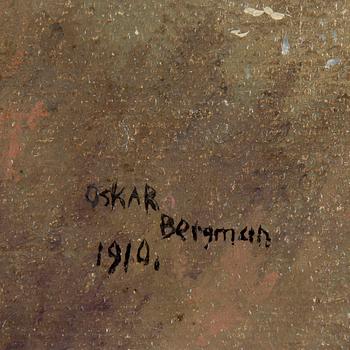 OSKAR
Bergman
1910.